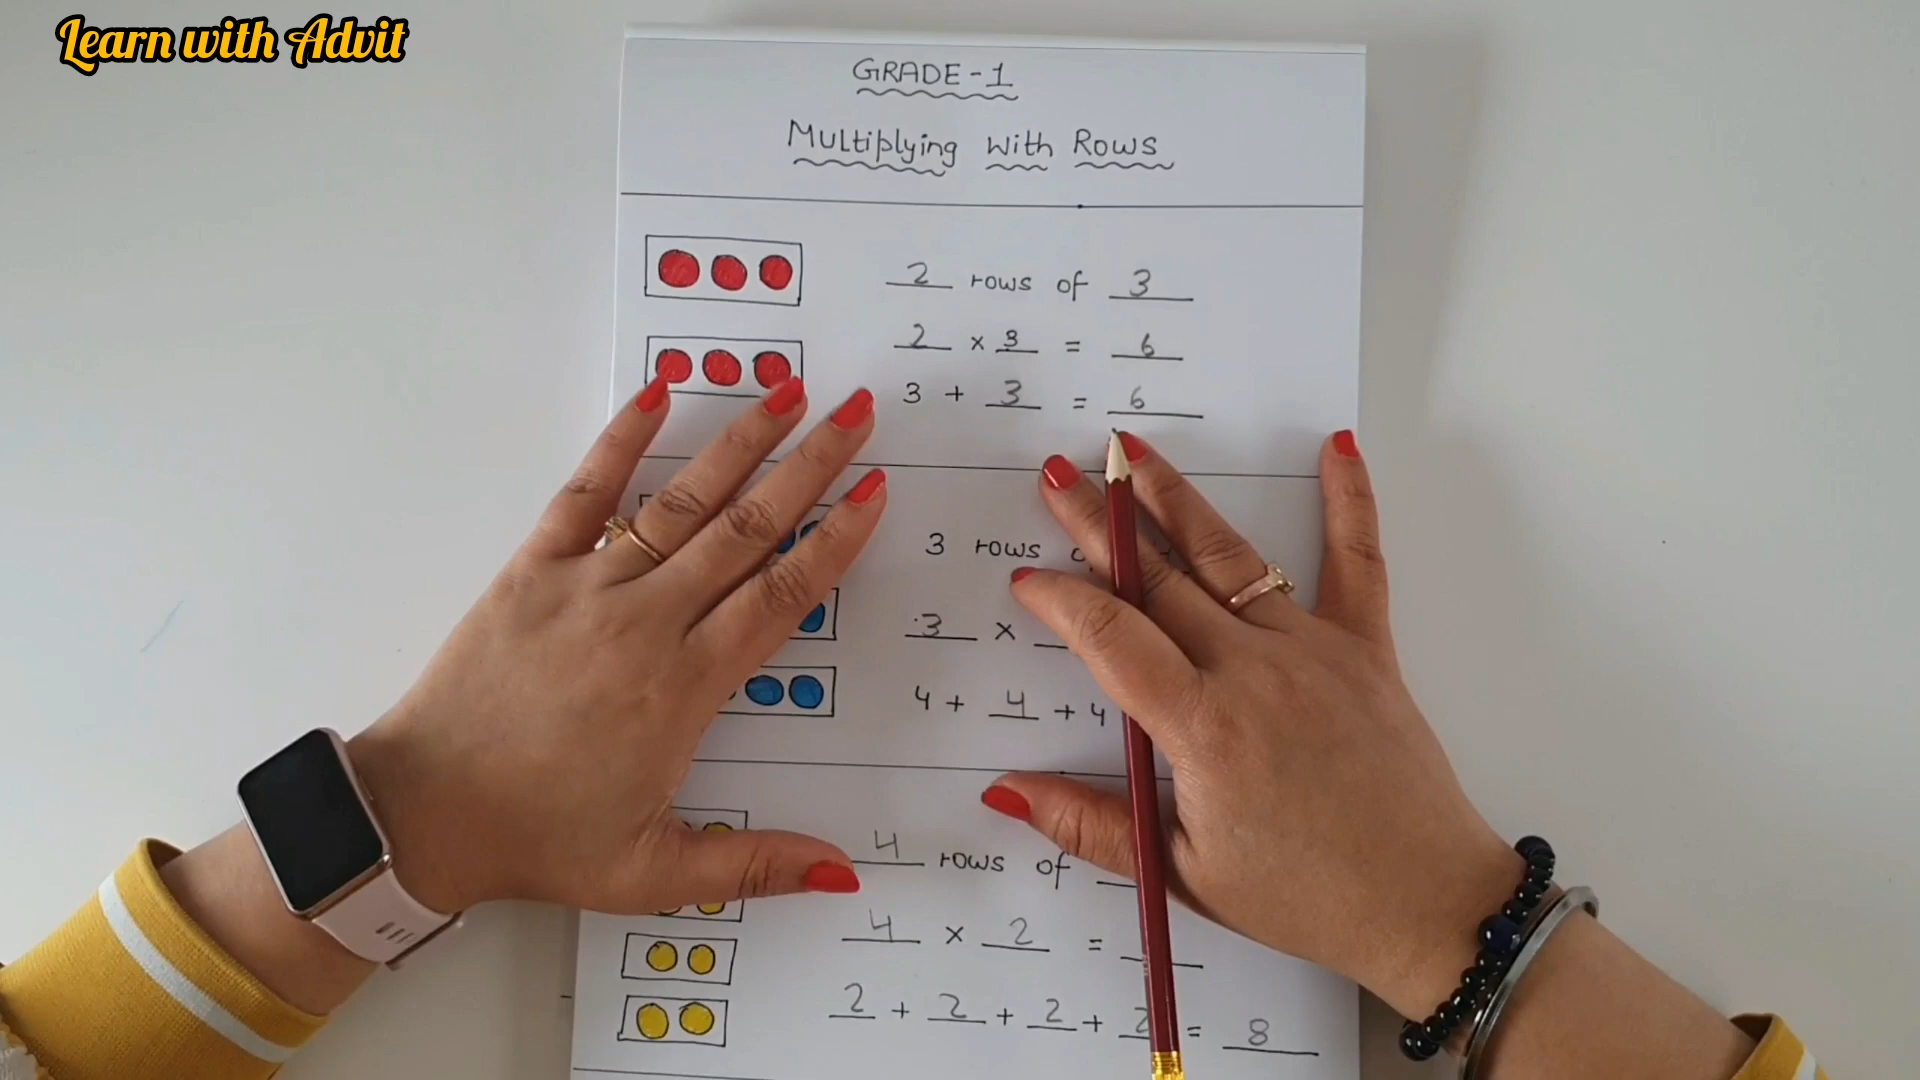 Learn with Advit
GRADE-1
Multiplying With Rows
2 rows of 3
2 x 3 = 6
3 + 3 = 6
3 rows
3 x
4 + 4 + 4
4 rows of
4 x 2 =
2 + 2 + 2 + 2 = 8